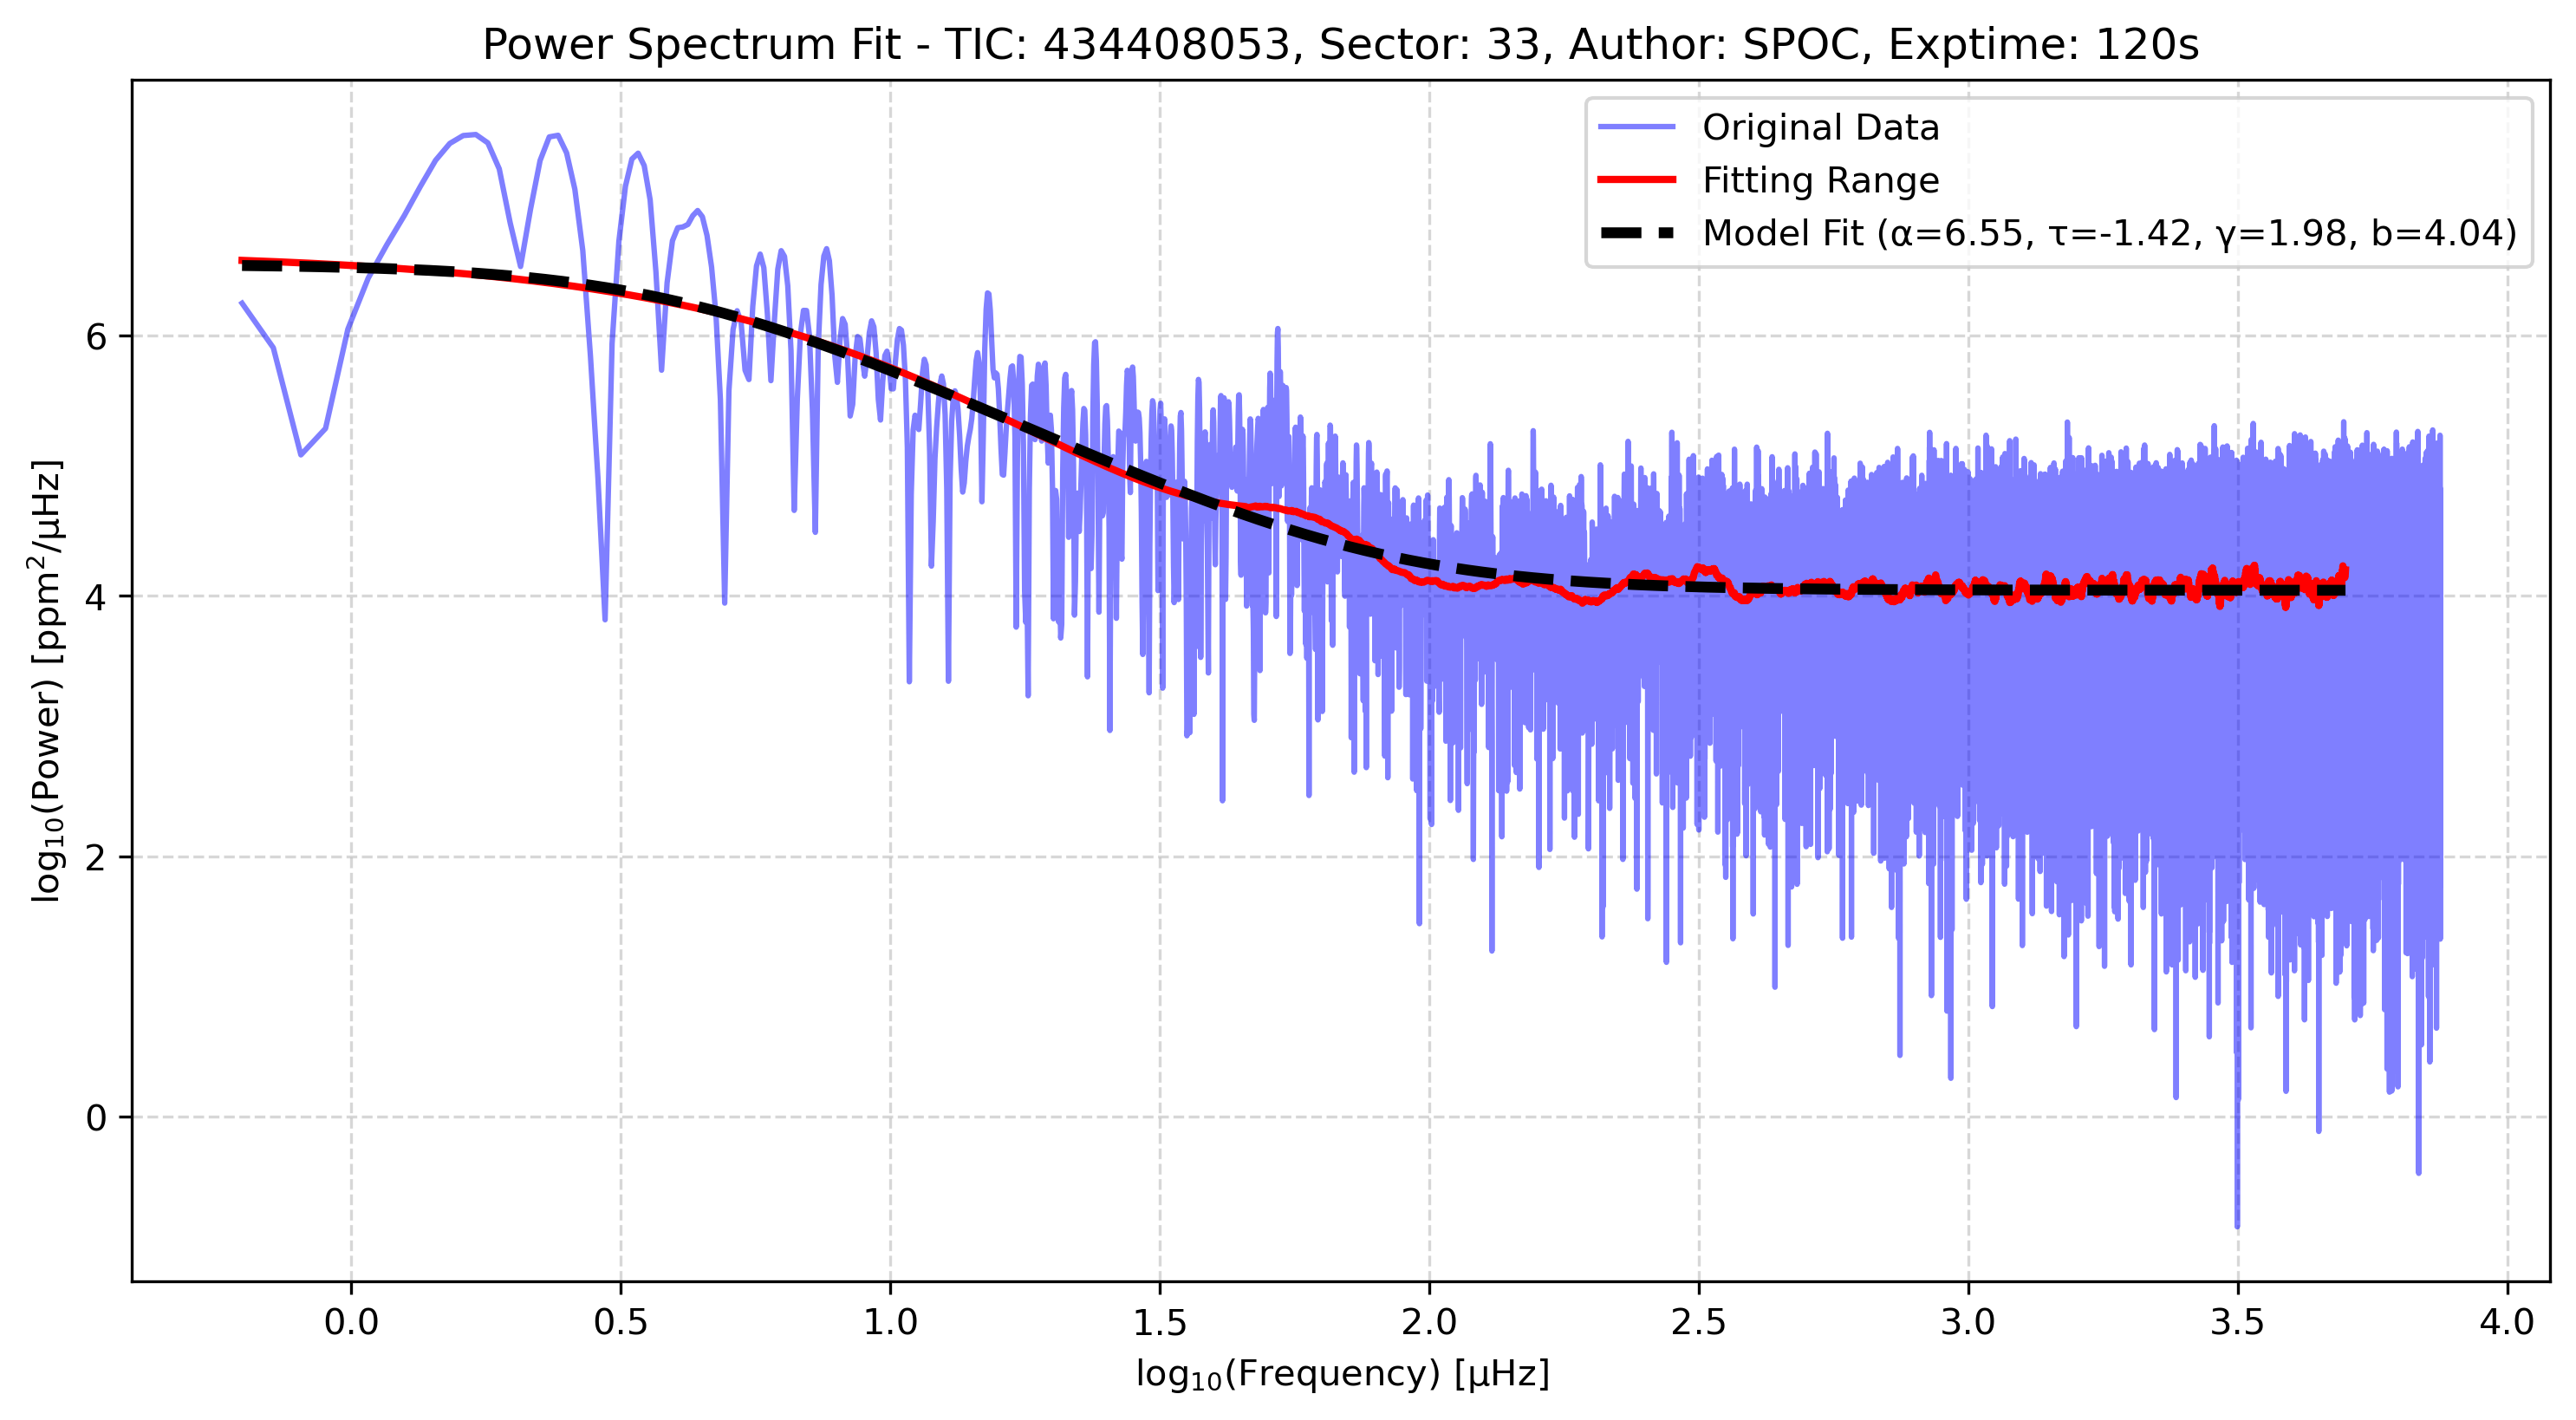 Power Spectrum Fit - TIC: 434408053, Sector: 33, Author: SPOC, Exptime: 120s
Original Data
Fitting Range
Model Fit (α=6.55, τ=-1.42, γ=1.98, b=4.04)
log₁₀(Power) [ppm²/μHz]
6
4
2
0
0.0 0.5 1.0 1.5 2.0 2.5 3.0 3.5 4.0
log₁₀(Frequency) [μHz]